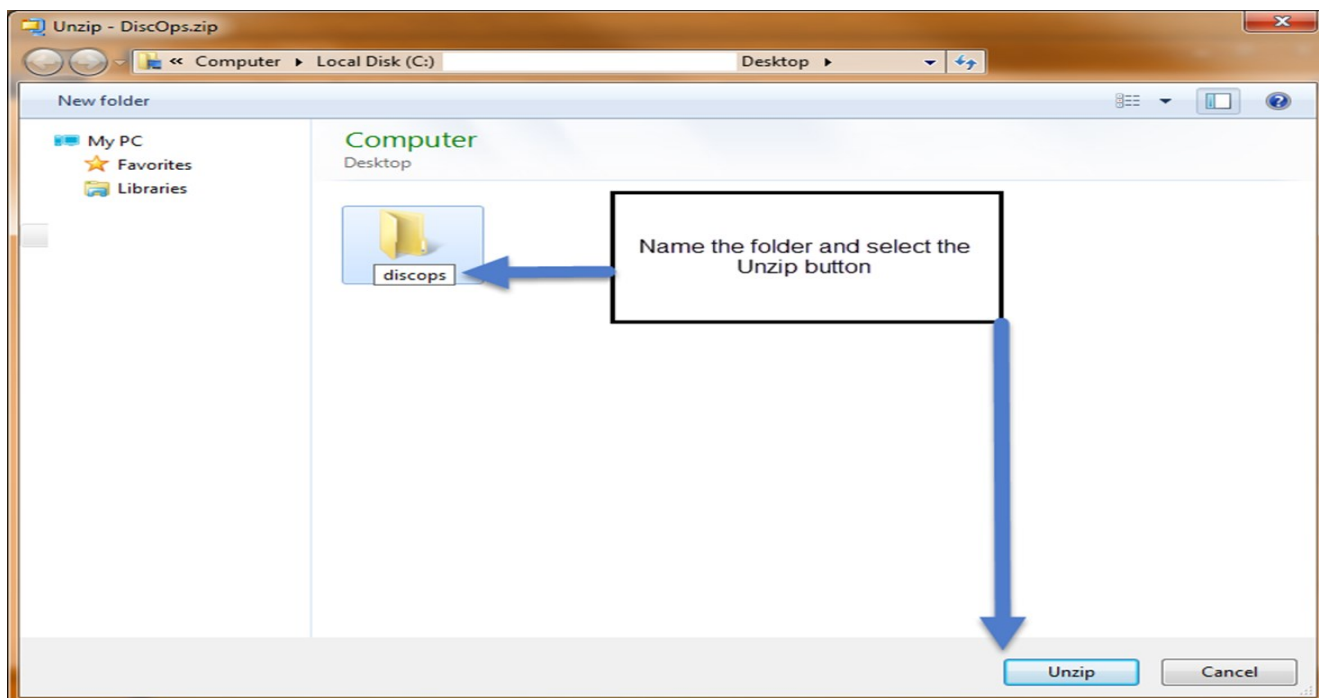 Unzip - DiscOps.zip
« Computer Local Disk (C:) Desktop
New folder
My PC
Favorites
Libraries
Computer
Desktop
discops
Name the folder and select the
Unzip button
Unzip Cancel